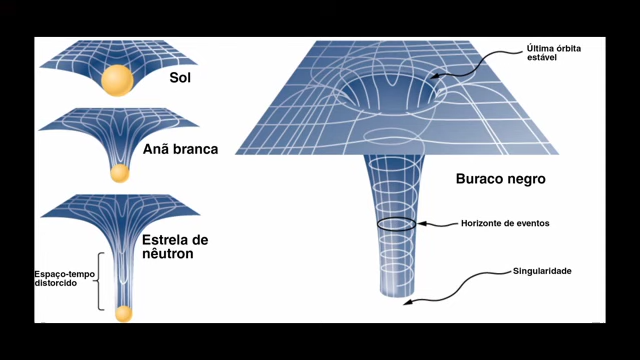 Sol
Anã branca
Estrela de
nêutron
Espaço-tempo
distorcido
Última órbita
estável
Buraco negro
Horizonte de eventos
Singularidade